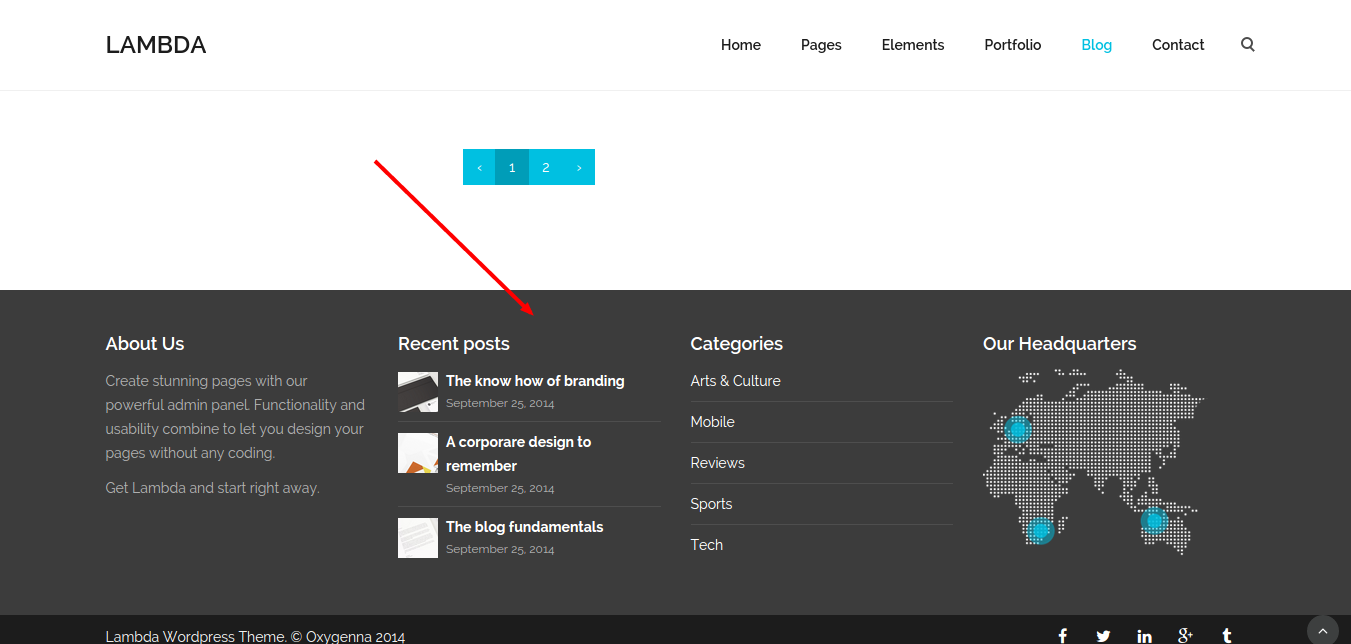 LAMBDA
Home Pages Elements Portfolio Blog Contact
‹ 1 2 ›
About Us
Create stunning pages with our
powerful admin panel. Functionality and
usability combine to let you design your
pages without any coding.
Get Lambda and start right away.
Recent posts
The know how of branding
September 25, 2014
A corporare design to
remember
September 25, 2014
The blog fundamentals
September 25, 2014
Categories
Arts & Culture
Mobile
Reviews
Sports
Tech
Our Headquarters
Lambda Wordpress Theme. © Oxygenna 2014